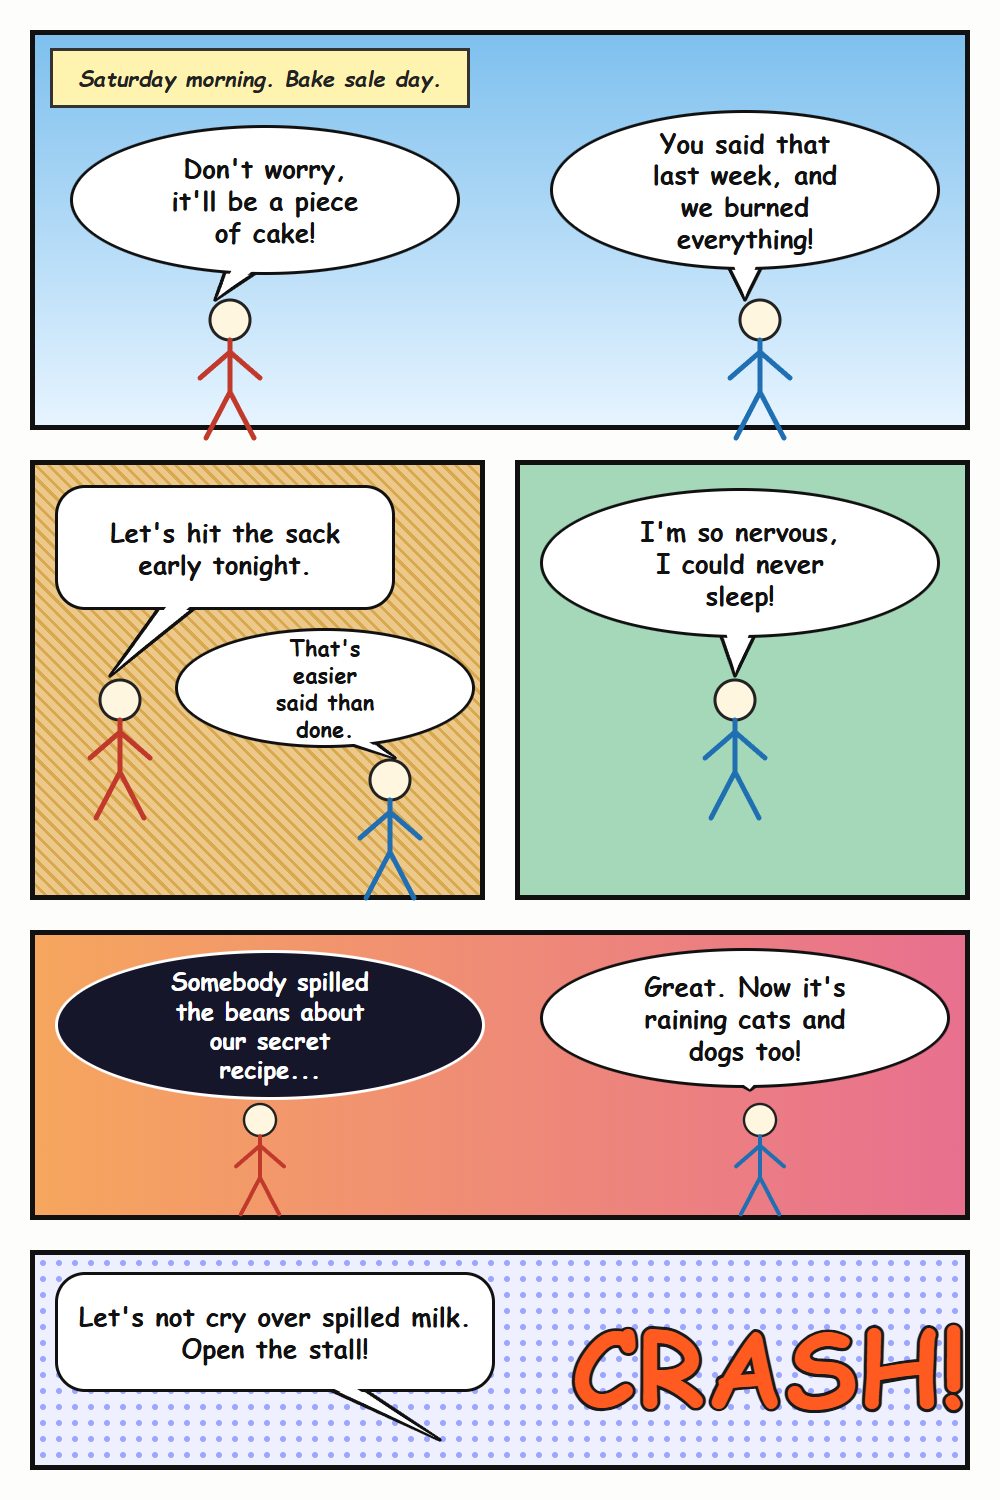 Saturday morning. Bake sale day.
Don't worry,
it'll be a piece
of cake!
You said that
last week, and
we burned
everything!
Let's hit the sack
early tonight.
That's
easier
said than
done.
I'm so nervous,
I could never
sleep!
Somebody spilled
the beans about
our secret
recipe...
Great. Now it's
raining cats and
dogs too!
Let's not cry over spilled milk.
Open the stall!
CRASH!